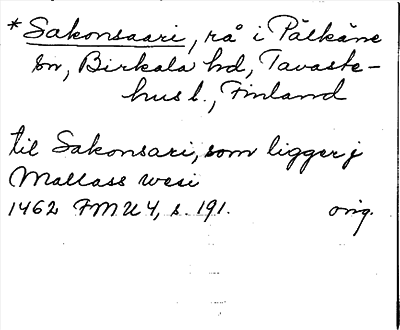 *Sakonsaari, rå i Pälkäne
sn, Birkala hd, Tavaste-
hus l., Finland
til Sakonsari, som ligger j
Mallass wesi
1462 FMU 4, s. 191. orig.